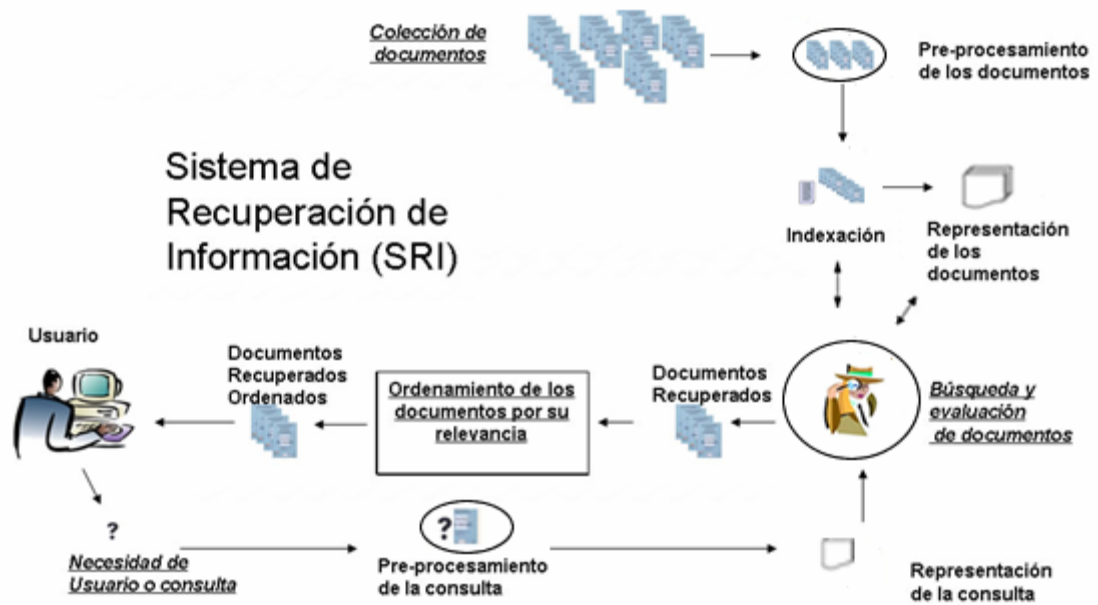 Colección de
documentos
Pre-procesamiento
de los documentos
Sistema de
Recuperación de
Información (SRI)
Indexación
Representación
de los
documentos
Usuario
Documentos
Recuperados
Ordenados
Ordenamiento de los
documentos por su
relevancia
Documentos
Recuperados
Búsqueda y
evaluación
de documentos
?
Necesidad de
Usuario o consulta
?
Pre-procesamiento
de la consulta
Representación
de la consulta